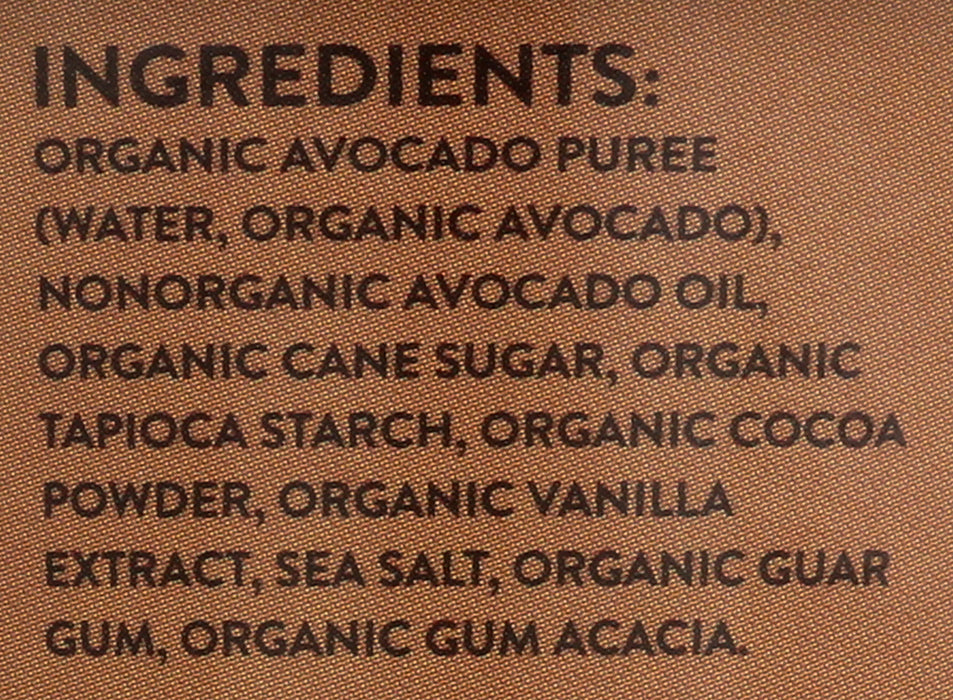 INGREDIENTS:
ORGANIC AVOCADO PUREE
(WATER, ORGANIC AVOCADO),
NONORGANIC AVOCADO OIL,
ORGANIC CANE SUGAR, ORGANIC
TAPIOCA STARCH, ORGANIC COCOA
POWDER, ORGANIC VANILLA
EXTRACT, SEA SALT, ORGANIC GUAR
GUM, ORGANIC GUM ACACIA.